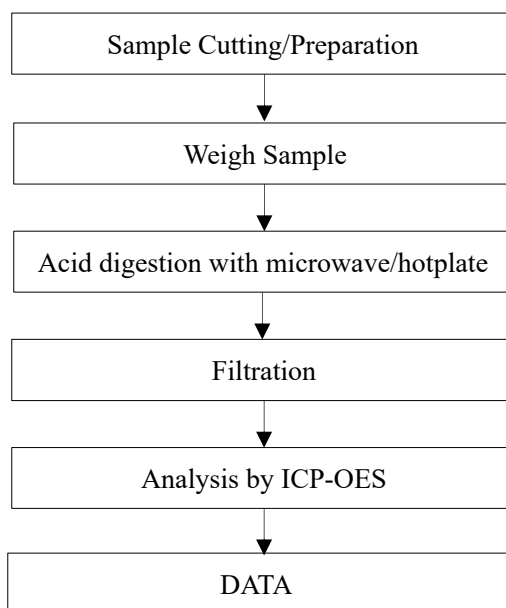 Sample Cutting/Preparation
Weigh Sample
Acid digestion with microwave/hotplate
Filtration
Analysis by ICP-OES
DATA